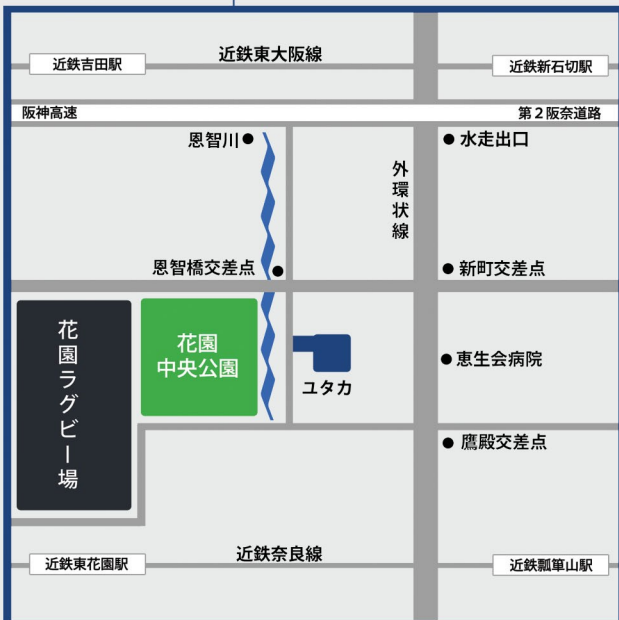 近鉄東大阪線
近鉄吉田駅
近鉄新石切駅
阪神高速
第2阪奈道路
恩智川
水走出口
外環状線
恩智橋交差点
新町交差点
花園ラグビー場
花園
中央公園
ユタカ
恵生会病院
鷹殿交差点
近鉄奈良線
近鉄東花園駅
近鉄瓢箪山駅